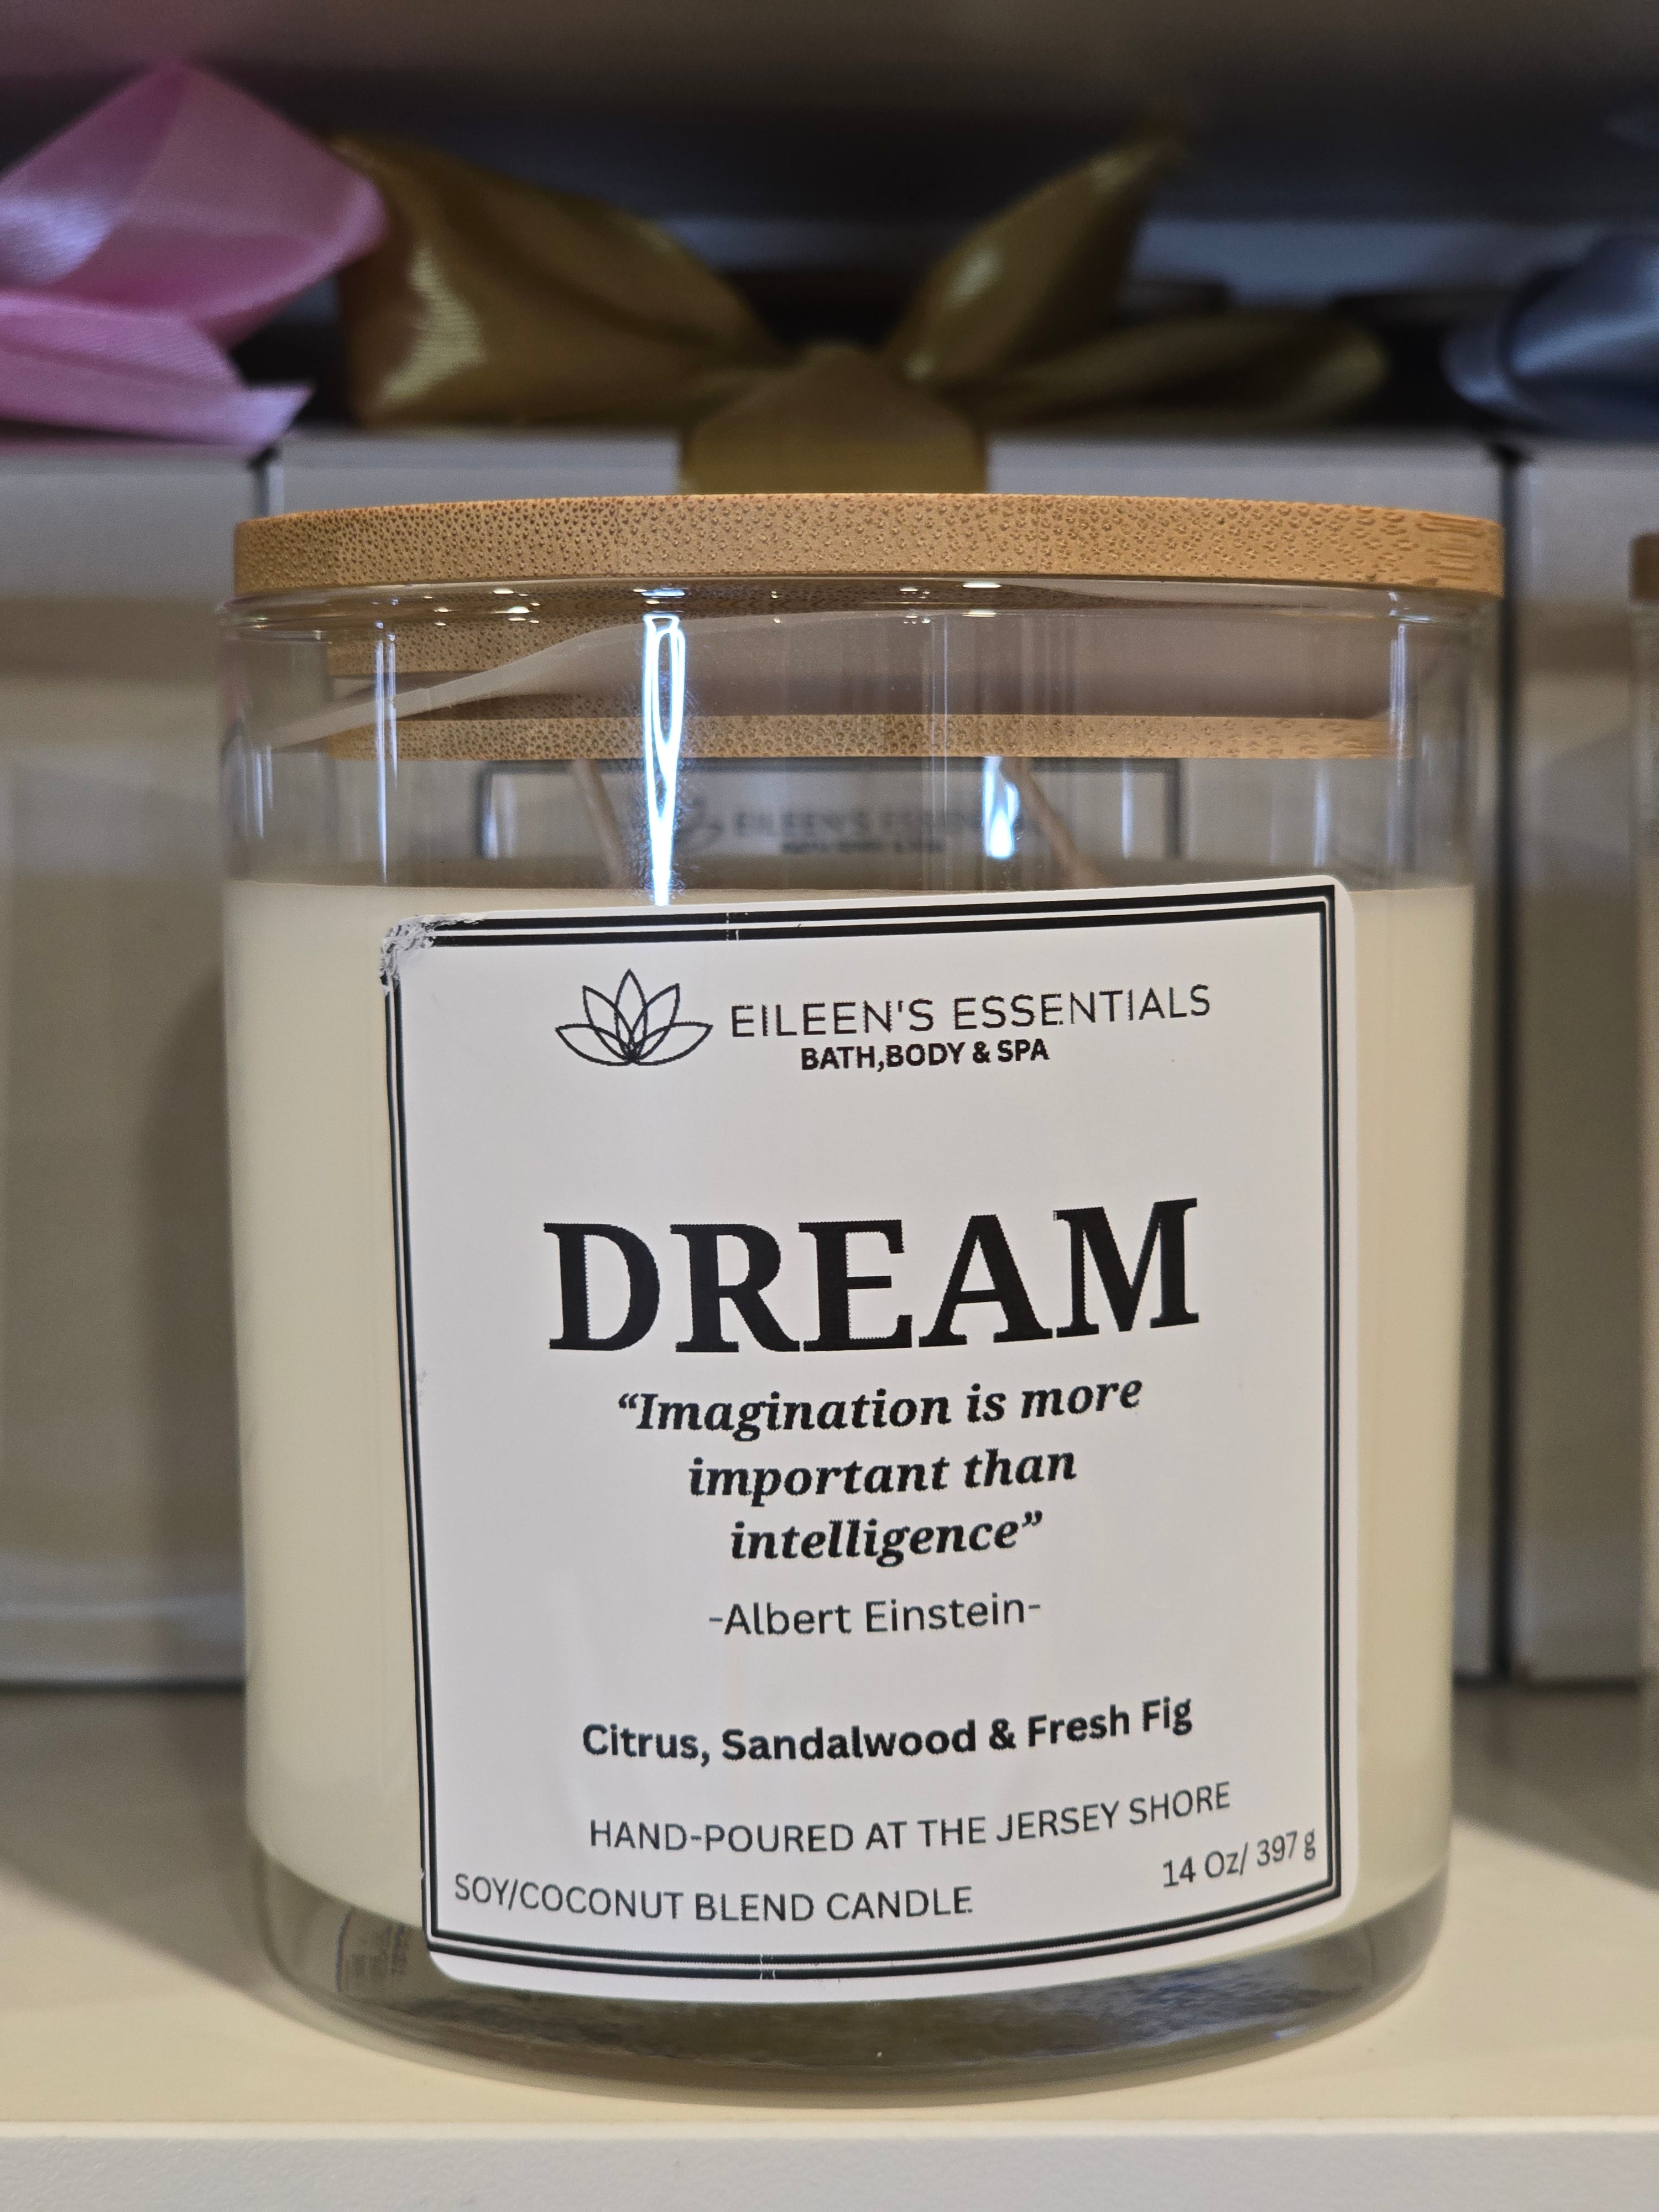 EILEEN'S ESSENTIALS
BATH,BODY & SPA
DREAM
“Imagination is more
important than
intelligence”
-Albert Einstein-
Citrus, Sandalwood & Fresh Fig
HAND-POURED AT THE JERSEY SHORE
14 Oz/ 397 g
SOY/COCONUT BLEND CANDLE